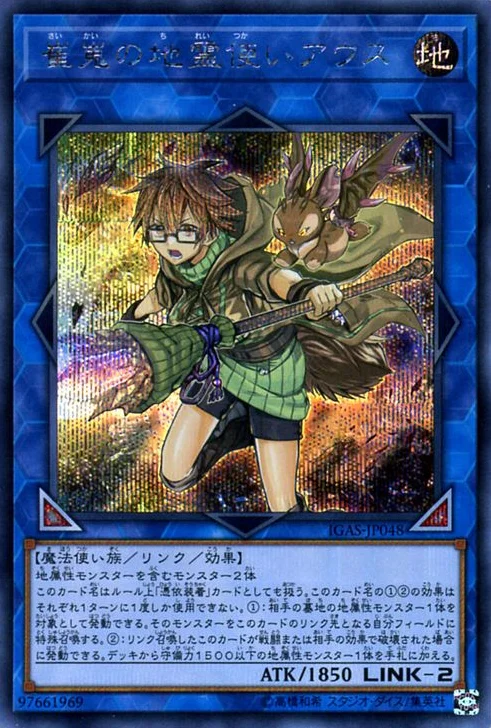 崔嵬の地霊使いアウス
地
IGAS-JP048
【魔法使い族／リンク／効果】
地属性モンスターを含むモンスター２体
このカード名はルール上「憑依装着」カードとしても扱う。このカード名の①②の効果は
それぞれ１ターンに１度しか使用できない。①：相手の墓地の地属性モンスター１体を
対象として発動できる。そのモンスターをこのカードのリンク先となる自分フィールドに
特殊召喚する。②：リンク召喚したこのカードが戦闘または相手の効果で破壊された場合
に発動できる。デッキから守備力１５００以下の地属性モンスター１体を手札に加える。
ATK/1850 LINK-2
97661969
©高橋和希 スタジオ・ダイス/集英社